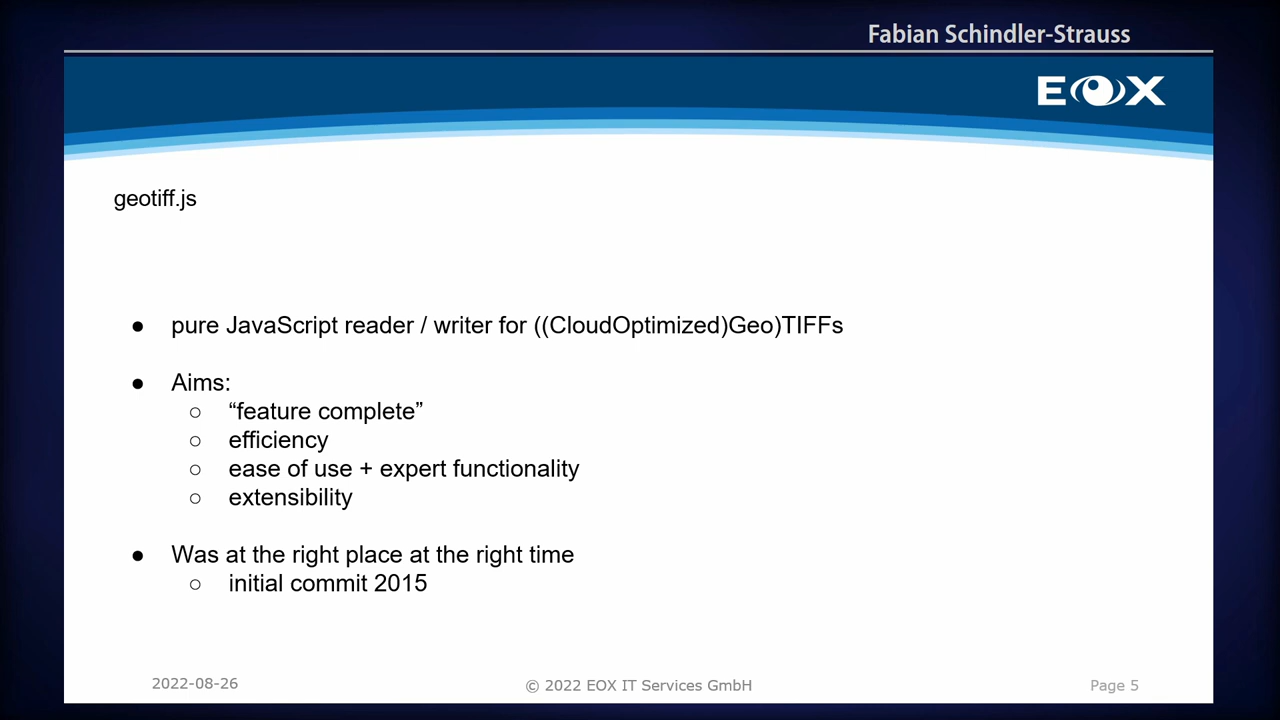 Fabian Schindler-Strauss
EOX
geotiff.js
● pure JavaScript reader / writer for ((CloudOptimized)Geo)TIFFs
● Aims:
○ “feature complete”
○ efficiency
○ ease of use + expert functionality
○ extensibility
● Was at the right place at the right time
○ initial commit 2015
2022-08-26 © 2022 EOX IT Services GmbH Page 5